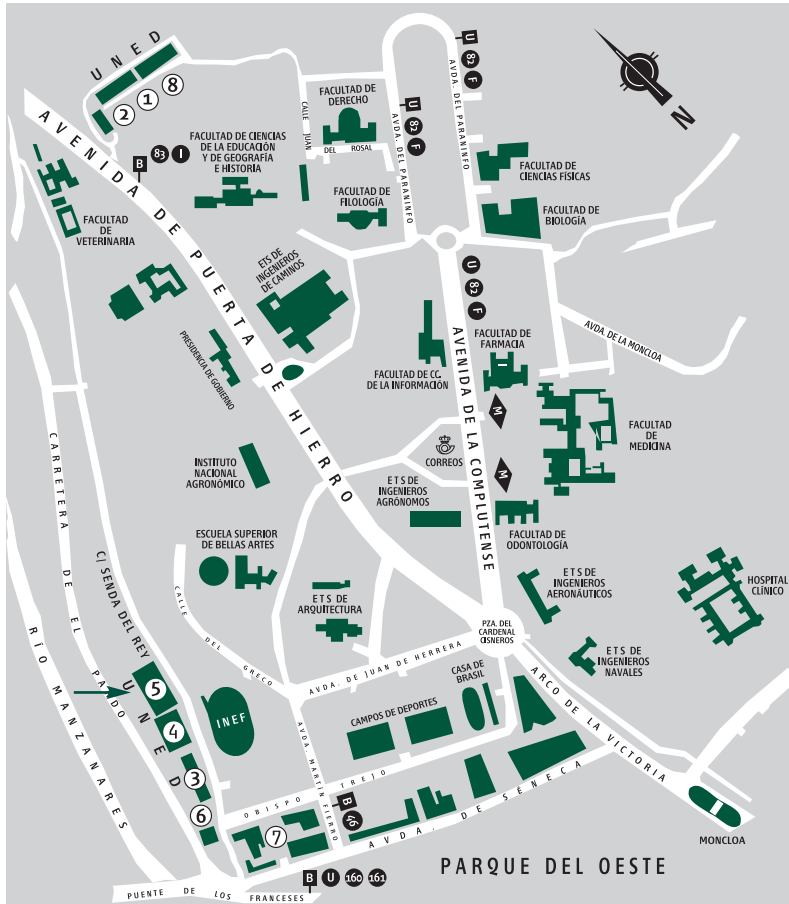 UNED
2 1 8
AVENIDA DE PUERTA DE HIERRO
B 83 I
FACULTAD DE CIENCIAS
DE LA EDUCACIÓN
Y DE GEOGRAFÍA
E HISTORIA
FACULTAD
DE
VETERINARIA
CALLE JUAN
DEL ROSAL
FACULTAD DE
DERECHO
FACULTAD DE
FILOLOGÍA
U 82 F
AVDA. DEL PARANINFO
U 82 F
AVDA. DEL PARANINFO
N
FACULTAD DE
CIENCIAS FÍSICAS
FACULTAD DE
BIOLOGÍA
ETS DE
INGENIEROS
DE CAMINOS
PRESIDENCIA DE GOBIERNO
U 82 F
AVENIDA DE LA COMPLUTENSE
FACULTAD DE
FARMACIA
AVDA. DE LA MONCLOA
FACULTAD DE CC.
DE LA INFORMACIÓN
M
FACULTAD
DE
MEDICINA
CORREOS
M
INSTITUTO
NACIONAL
AGRONÓMICO
ETS DE
INGENIEROS
AGRÓNOMOS
FACULTAD DE
ODONTOLOGÍA
CARRETERA DE EL PARDO
ESCUELA SUPERIOR
DE BELLAS ARTES
CALLE DEL GRECO
ETS DE
ARQUITECTURA
ETS DE
INGENIEROS
AERONÁUTICOS
HOSPITAL
CLÍNICO
C/ SENDA DEL REY
RÍO MANZANARES
PZA. DEL
CARDENAL
CISNEROS
ETS DE
INGENIEROS
NAVALES
AVDA. DE JUAN DE HERRERA
ARCO DE LA VICTORIA
UNED
5
4
3
6
7
INEF
CAMPOS DE DEPORTES
CASA DE
BRASIL
AVDA. MARTÍN FIERRO
OBISPO TREJO
B 46
AVDA. DE SÉNECA
MONCLOA
PARQUE DEL OESTE
B U 160 161
PUENTE DE LOS FRANCESES